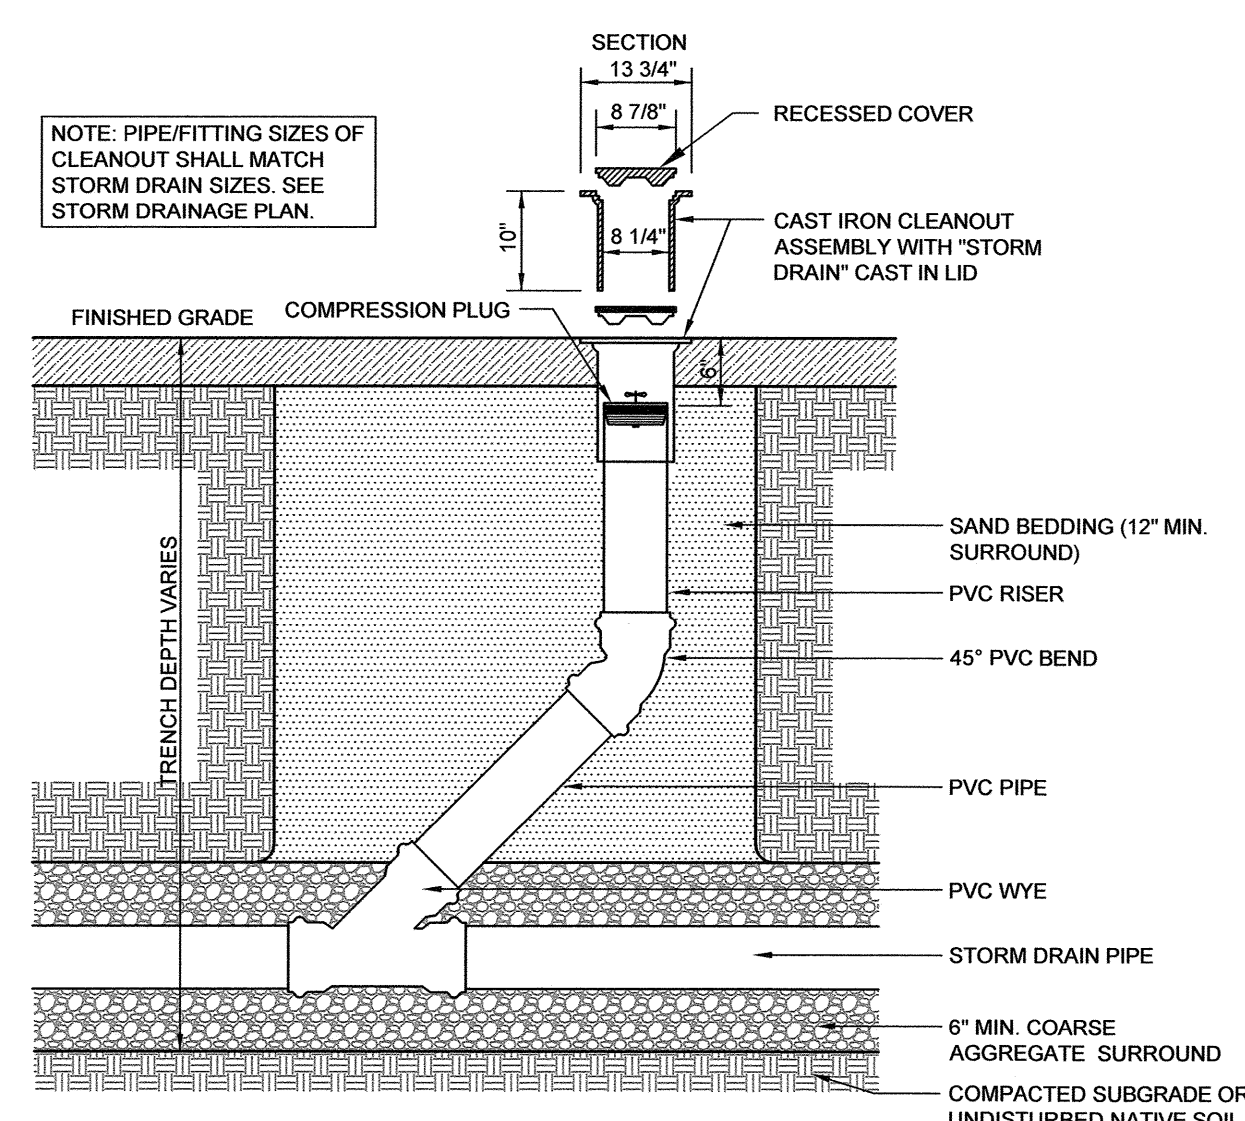 SECTION
13 3/4"
8 7/8"
RECESSED COVER
NOTE: PIPE/FITTING SIZES OF
CLEANOUT SHALL MATCH
STORM DRAIN SIZES. SEE
STORM DRAINAGE PLAN.
10"
8 1/4"
CAST IRON CLEANOUT
ASSEMBLY WITH "STORM
DRAIN" CAST IN LID
COMPRESSION PLUG
FINISHED GRADE
6"
SAND BEDDING (12" MIN.
SURROUND)
PVC RISER
TRENCH DEPTH VARIES
45° PVC BEND
PVC PIPE
PVC WYE
STORM DRAIN PIPE
6" MIN. COARSE
AGGREGATE SURROUND
COMPACTED SUBGRADE OR
UNDISTURBED NATIVE SOIL